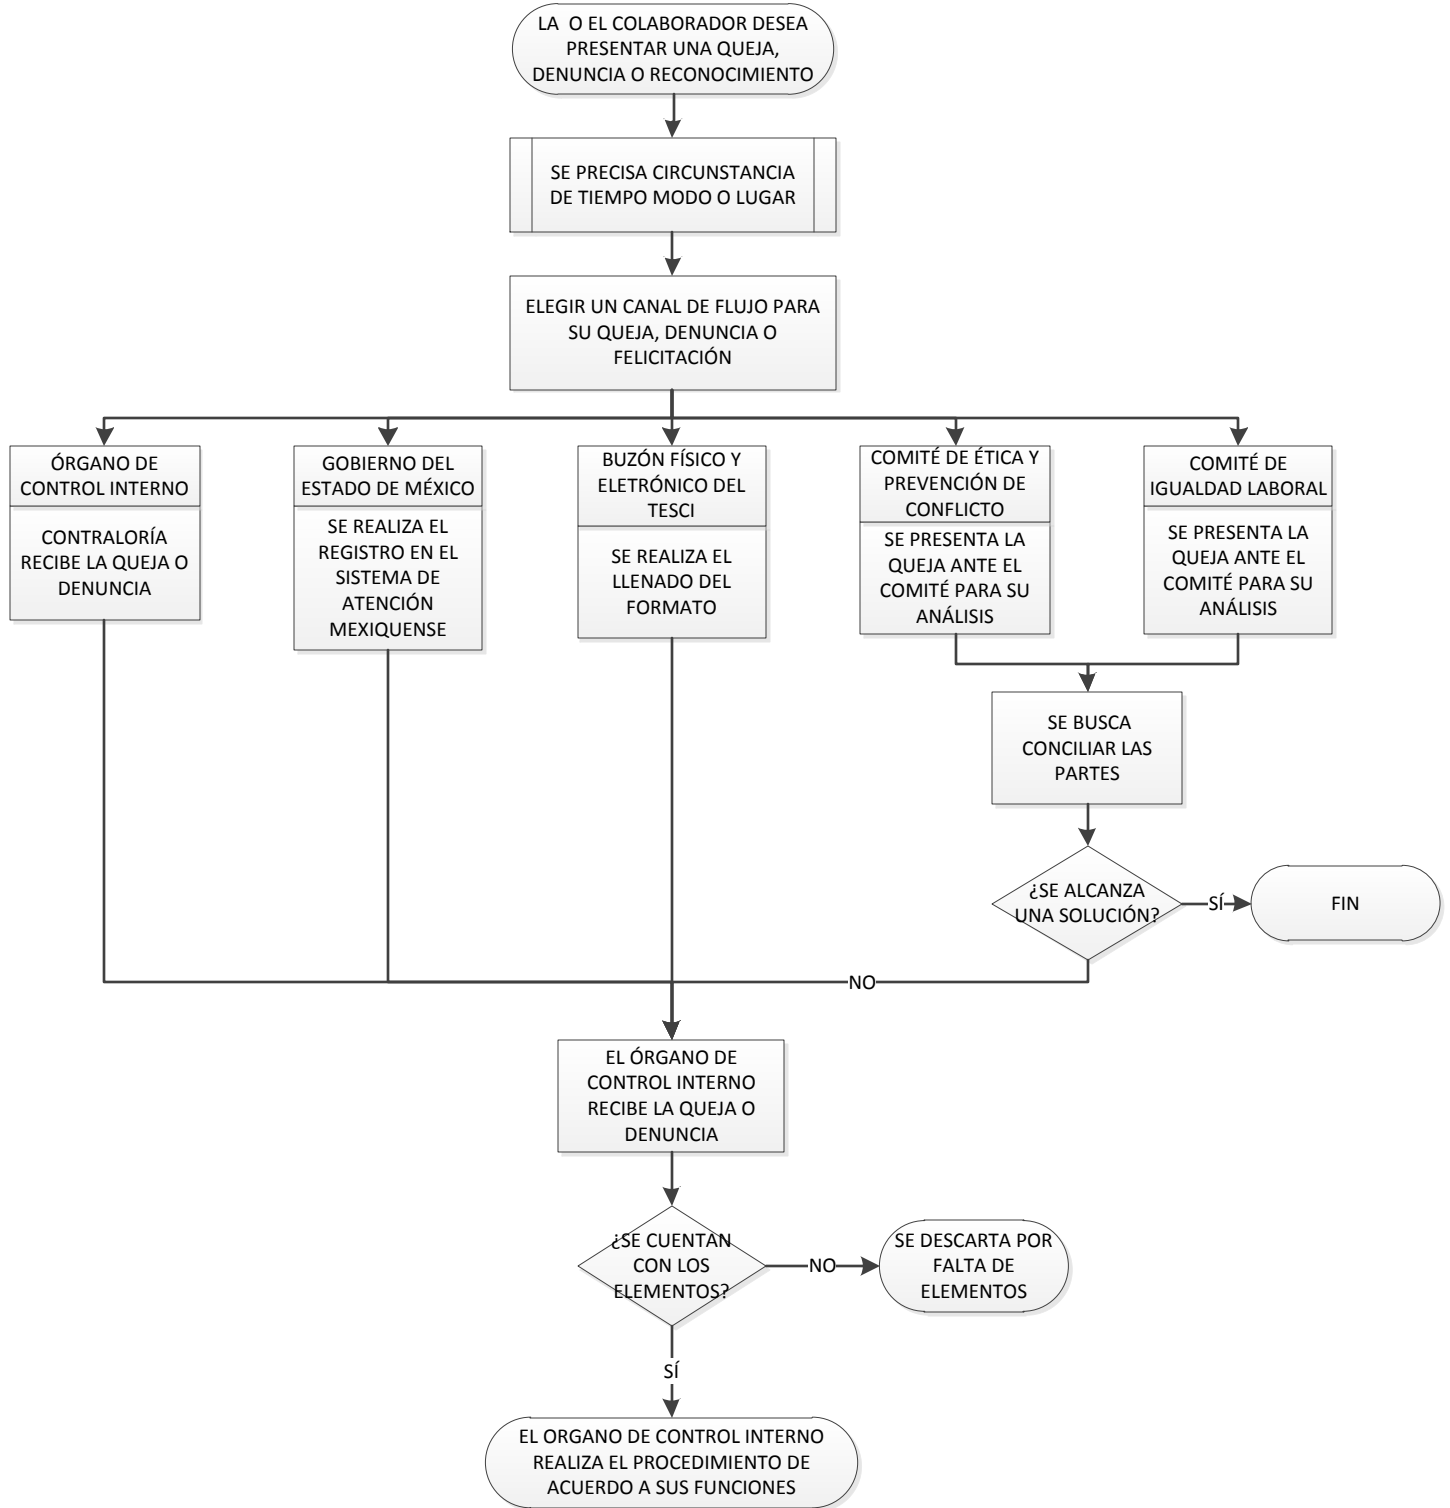 LA  O EL COLABORADOR DESEA
PRESENTAR UNA QUEJA,
DENUNCIA O RECONOCIMIENTO
SE PRECISA CIRCUNSTANCIA
DE TIEMPO MODO O LUGAR
ELEGIR UN CANAL DE FLUJO PARA
SU QUEJA, DENUNCIA O
FELICITACIÓN
ÓRGANO DE
CONTROL INTERNO
CONTRALORÍA
RECIBE LA QUEJA O
DENUNCIA
GOBIERNO DEL
ESTADO DE MÉXICO
SE REALIZA EL
REGISTRO EN EL
SISTEMA DE
ATENCIÓN
MEXIQUENSE
BUZÓN FÍSICO Y
ELETRÓNICO DEL
TESCI
SE REALIZA EL
LLENADO DEL
FORMATO
COMITÉ DE ÉTICA Y
PREVENCIÓN DE
CONFLICTO
SE PRESENTA LA
QUEJA ANTE EL
COMITÉ PARA SU
ANÁLISIS
COMITÉ DE
IGUALDAD LABORAL
SE PRESENTA LA
QUEJA ANTE EL
COMITÉ PARA SU
ANÁLISIS
SE BUSCA
CONCILIAR LAS
PARTES
¿SE ALCANZA
UNA SOLUCIÓN?
SÍ
FIN
NO
EL ÓRGANO DE
CONTROL INTERNO
RECIBE LA QUEJA O
DENUNCIA
¿SE CUENTAN
CON LOS
ELEMENTOS?
NO
SE DESCARTA POR
FALTA DE
ELEMENTOS
SÍ
EL ORGANO DE CONTROL INTERNO
REALIZA EL PROCEDIMIENTO DE
ACUERDO A SUS FUNCIONES